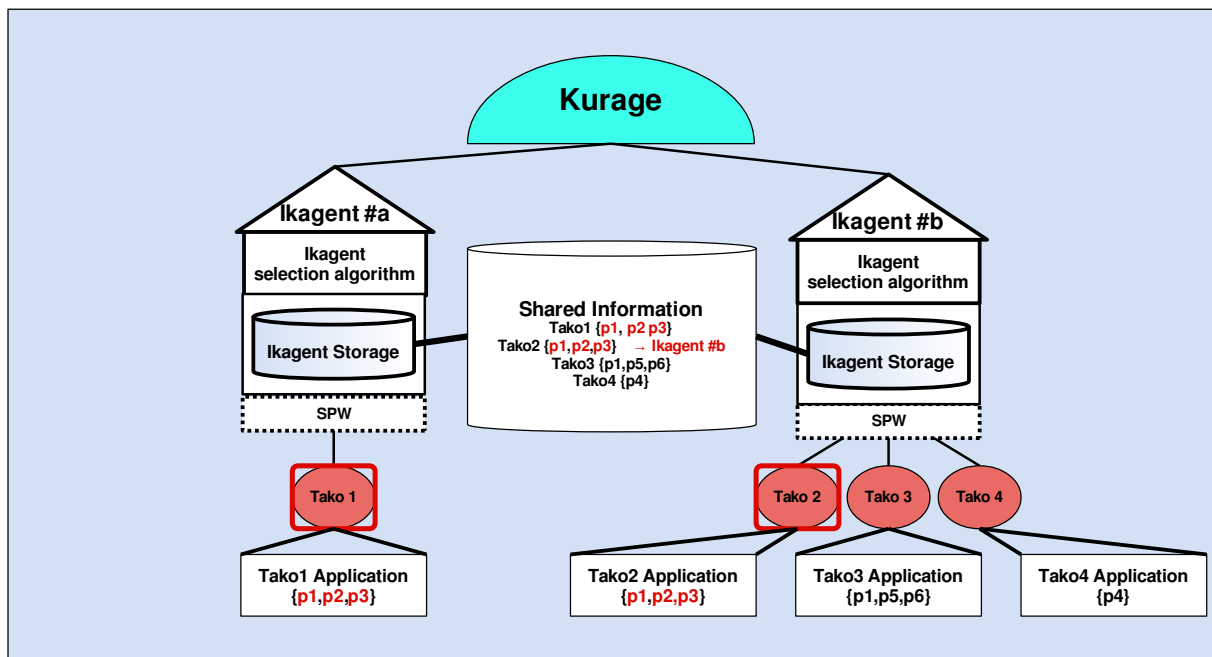 Kurage
Ikagent #a
Ikagent
selection algorithm
Ikagent Storage
SPW
Shared Information
Tako1 {p1, p2 p3}
Tako2 {p1,p2,p3} → Ikagent #b
Tako3 {p1,p5,p6}
Tako4 {p4}
Ikagent #b
Ikagent
selection algorithm
Ikagent Storage
SPW
Tako 1
Tako 2
Tako 3
Tako 4
Tako1 Application
{p1,p2,p3}
Tako2 Application
{p1,p2,p3}
Tako3 Application
{p1,p5,p6}
Tako4 Application
{p4}